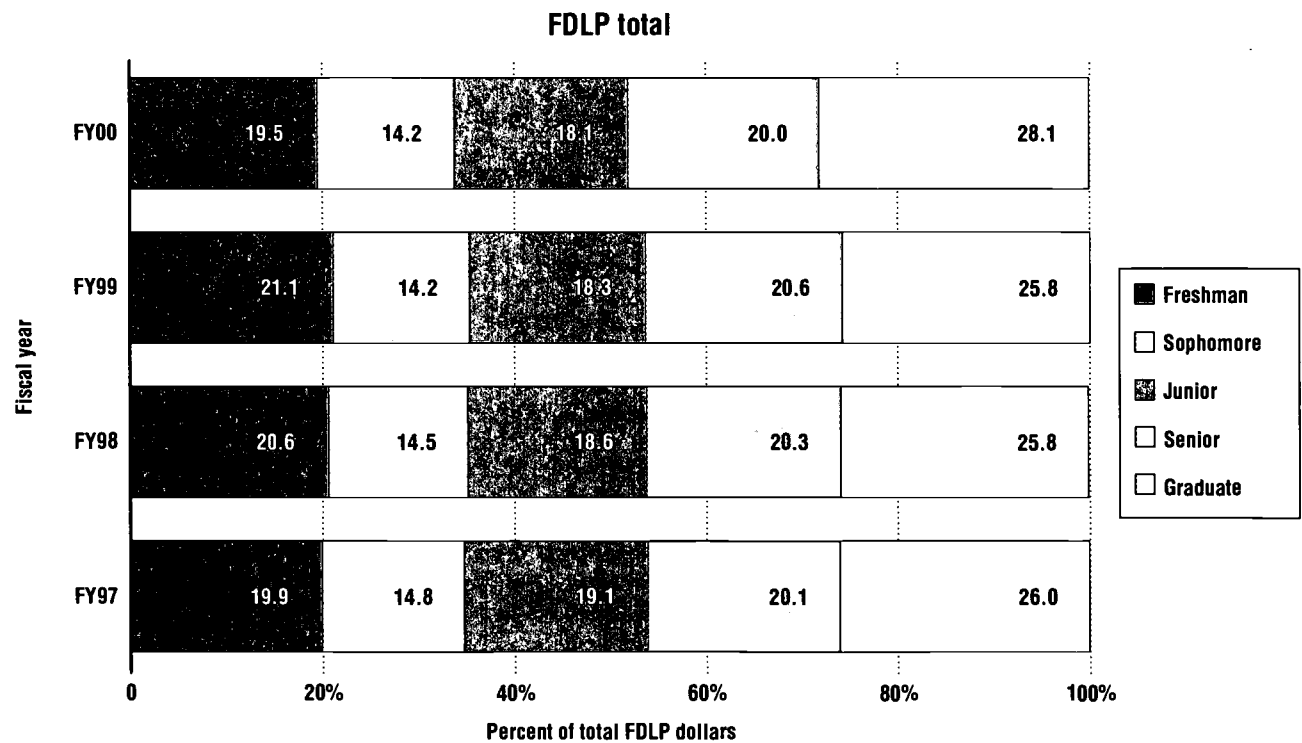 FDLP total
FY00 19.5 14.2 18.1 20.0 28.1
FY99 21.1 14.2 18.3 20.6 25.8
FY98 20.6 14.5 18.6 20.3 25.8
FY97 19.9 14.8 19.1 20.1 26.0
0 20% 40% 60% 80% 100%
Percent of total FDLP dollars
Fiscal year
Freshman
Sophomore
Junior
Senior
Graduate